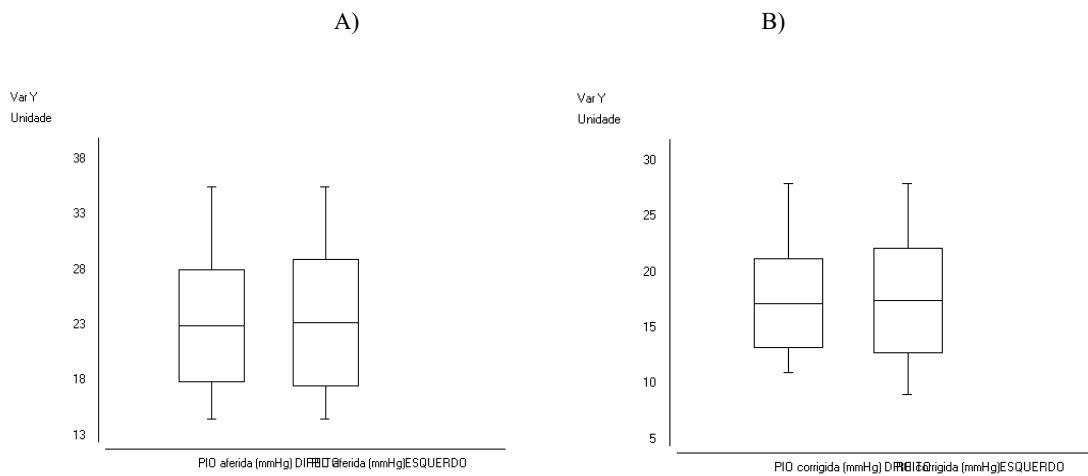 A)
B)
Var Y
Unidade
38
33
28
23
18
13
PIO aferida (mmHg) DIREITO PIO aferida (mmHg)ESQUERDO
Var Y
Unidade
30
25
20
15
10
5
PIO corrigida (mmHg) DIREITO PIO corrigida (mmHg)ESQUERDO